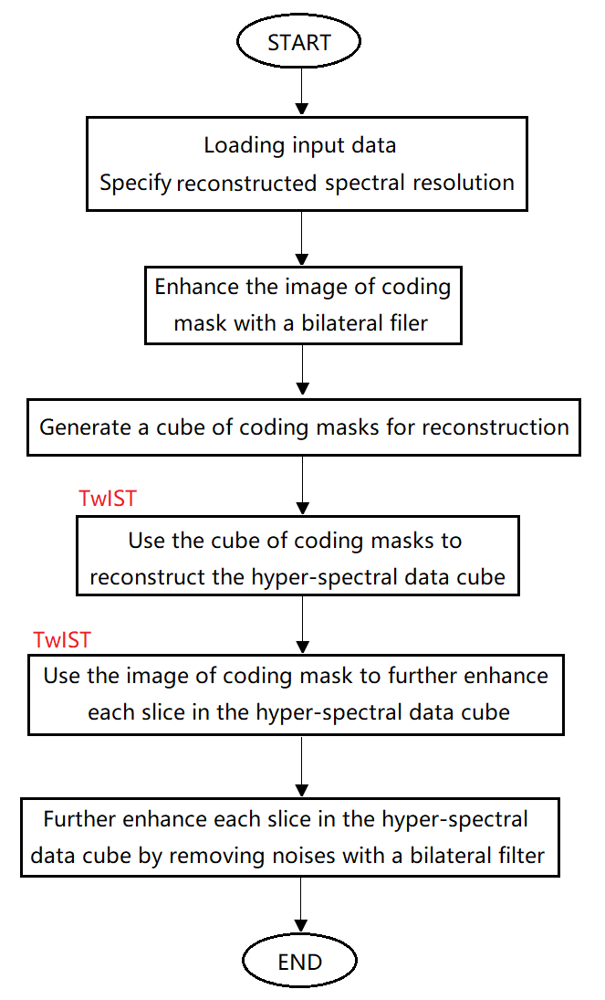 START
Loading input data
Specify reconstructed spectral resolution
Enhance the image of coding
mask with a bilateral filer
Generate a cube of coding masks for reconstruction
TwIST
Use the cube of coding masks to
reconstruct the hyper-spectral data cube
TwIST
Use the image of coding mask to further enhance
each slice in the hyper-spectral data cube
Further enhance each slice in the hyper-spectral
data cube by removing noises with a bilateral filter
END